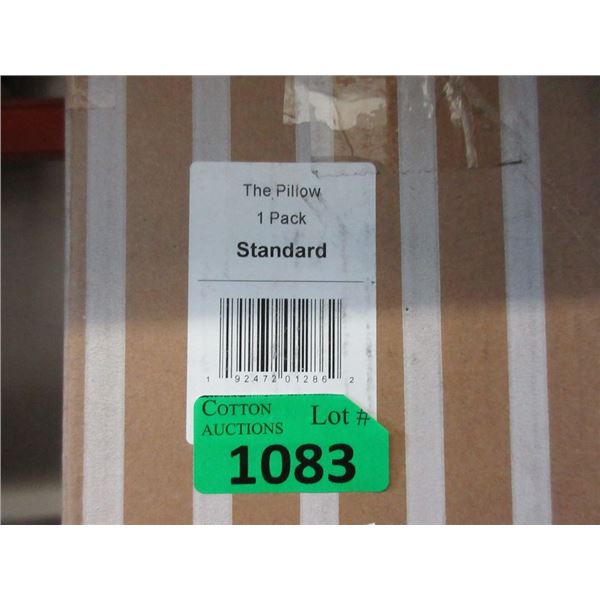 The Pillow
1 Pack
Standard
1 92472 01286 2
COTTON Lot #
AUCTIONS
1083